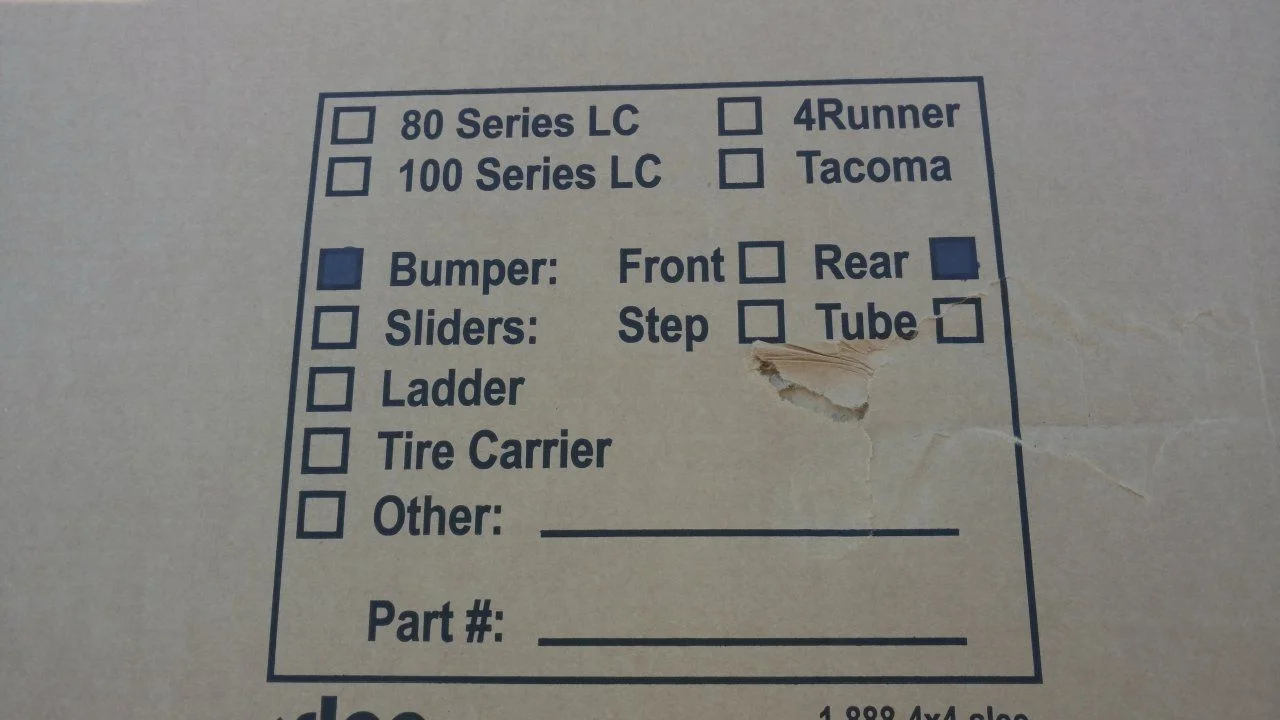 80 Series LC 4Runner
100 Series LC Tacoma
Bumper: Front Rear
Sliders: Step Tube
Ladder
Tire Carrier
Other:
Part #: